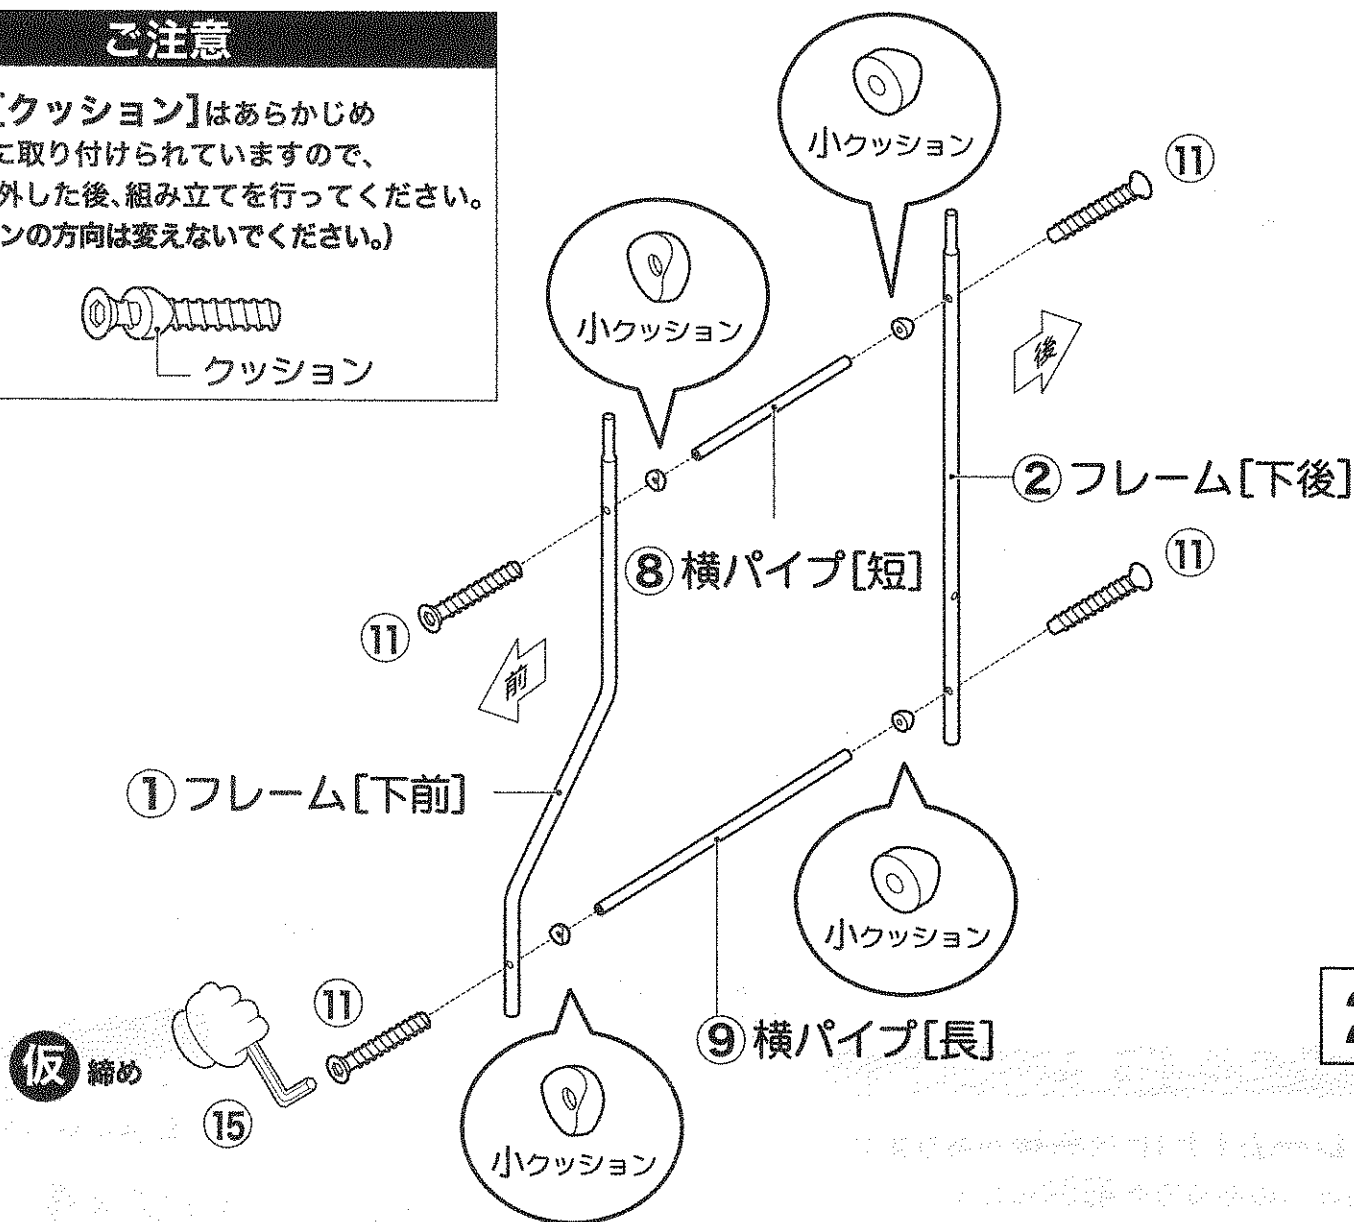 ご注意
[クッション]はあらかじめ
に取り付けられていますので、
外した後、組み立てを行ってください。
ンの方向は変えないでください。)
クッション
小クッション
⑪
小クッション
後
②フレーム[下後]
⑧横パイプ[短]
⑪
⑪
前
①フレーム[下前]
小クッション
⑪
⑨横パイプ[長]
仮締め
⑮
小クッション